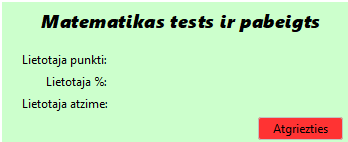 Matematikas tests ir pabeigts
Lietotaja punkti:
Lietotaja %:
Lietotaja atzime:
Atgriezties